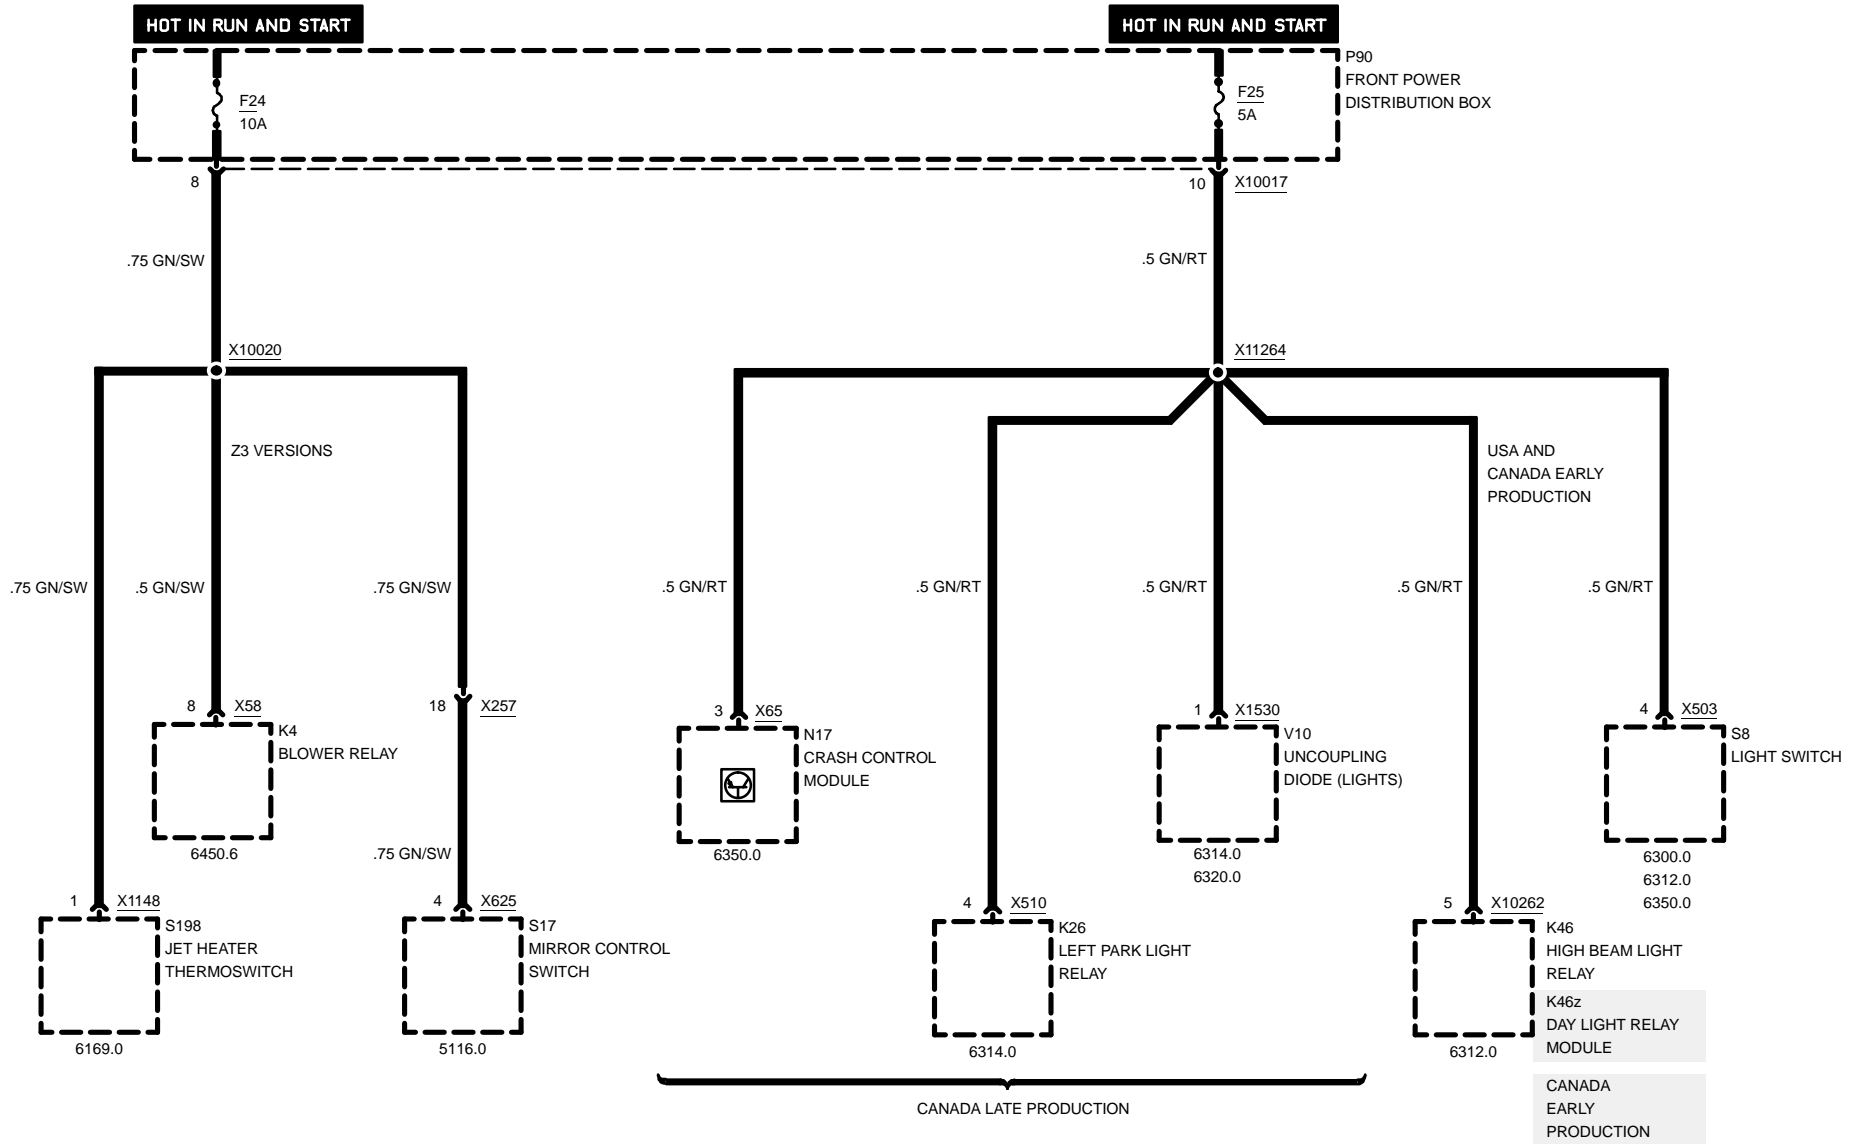 HOT IN RUN AND START
HOT IN RUN AND START
P90
FRONT POWER
DISTRIBUTION BOX
F24
10A
F25
5A
8
10
X10017
.75 GN/SW
.5 GN/RT
X10020
X11264
Z3 VERSIONS
USA AND
CANADA EARLY
PRODUCTION
.75 GN/SW
.5 GN/SW
.75 GN/SW
.5 GN/RT
.5 GN/RT
.5 GN/RT
.5 GN/RT
.5 GN/RT
8
X58
K4
BLOWER RELAY
6450.6
18
X257
.75 GN/SW
3
X65
N17
CRASH CONTROL
MODULE
6350.0
1
X1530
V10
UNCOUPLING
DIODE (LIGHTS)
6314.0
6320.0
4
X503
S8
LIGHT SWITCH
6300.0
6312.0
6350.0
1
X1148
S198
JET HEATER
THERMOSWITCH
6169.0
4
X625
S17
MIRROR CONTROL
SWITCH
5116.0
4
X510
K26
LEFT PARK LIGHT
RELAY
6314.0
5
X10262
K46
HIGH BEAM LIGHT
RELAY
K46z
DAY LIGHT RELAY
MODULE
6312.0
CANADA
EARLY
PRODUCTION
CANADA LATE PRODUCTION